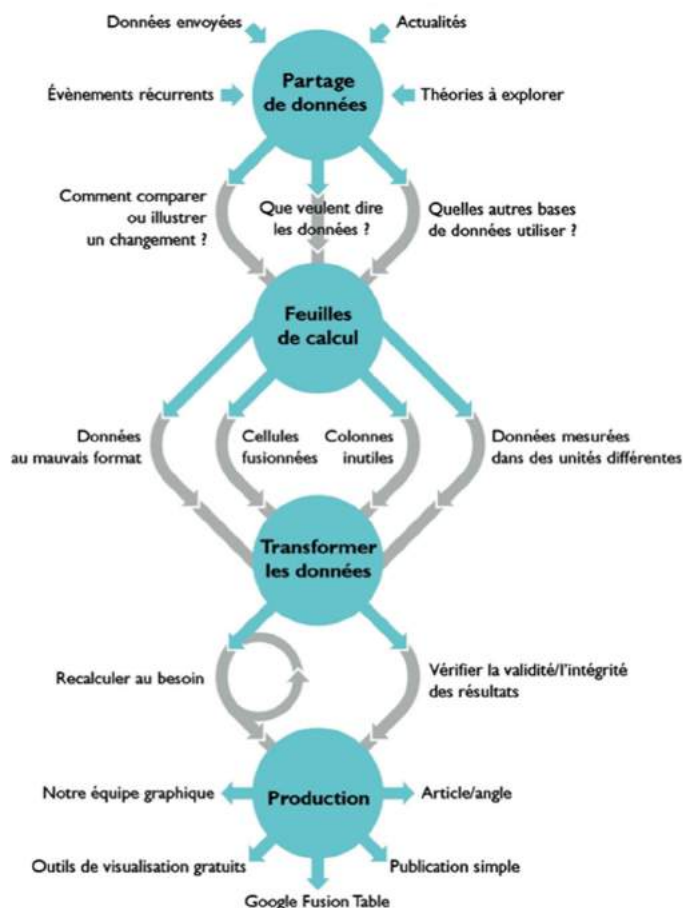 Données envoyées
Actualités
Partage
de données
Évènements récurrents
Théories à explorer
Comment comparer
ou illustrer
un changement ?
Que veulent dire
les données ?
Quelles autres bases
de données utiliser ?
Feuilles
de calcul
Données
au mauvais format
Cellules
fusionnées
Colonnes
inutiles
Données mesurées
dans des unités différentes
Transformer
les données
Recalculer au besoin
Vérifier la validité/l'intégrité
des résultats
Notre équipe graphique
Production
Article/angle
Outils de visualisation gratuits
Publication simple
Google Fusion Table